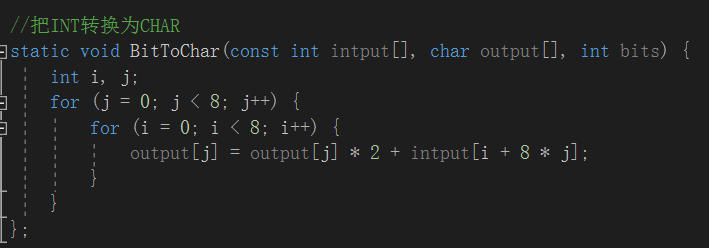 //把INT转换为CHAR
static void BitToChar(const int intput[], char output[], int bits) {
int i, j;
for (j = 0; j < 8; j++) {
for (i = 0; i < 8; i++) {
output[j] = output[j] * 2 + intput[i + 8 * j];
}
}
};